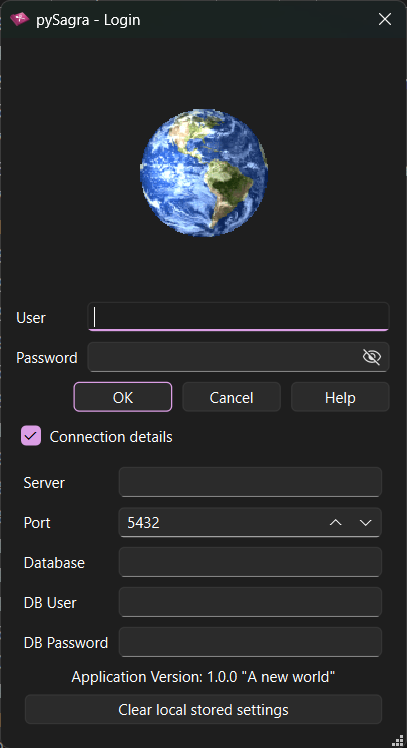 pySagra - Login
User
Password
OK Cancel Help
Connection details
Server
Port 5432
Database
DB User
DB Password
Application Version: 1.0.0 "A new world"
Clear local stored settings